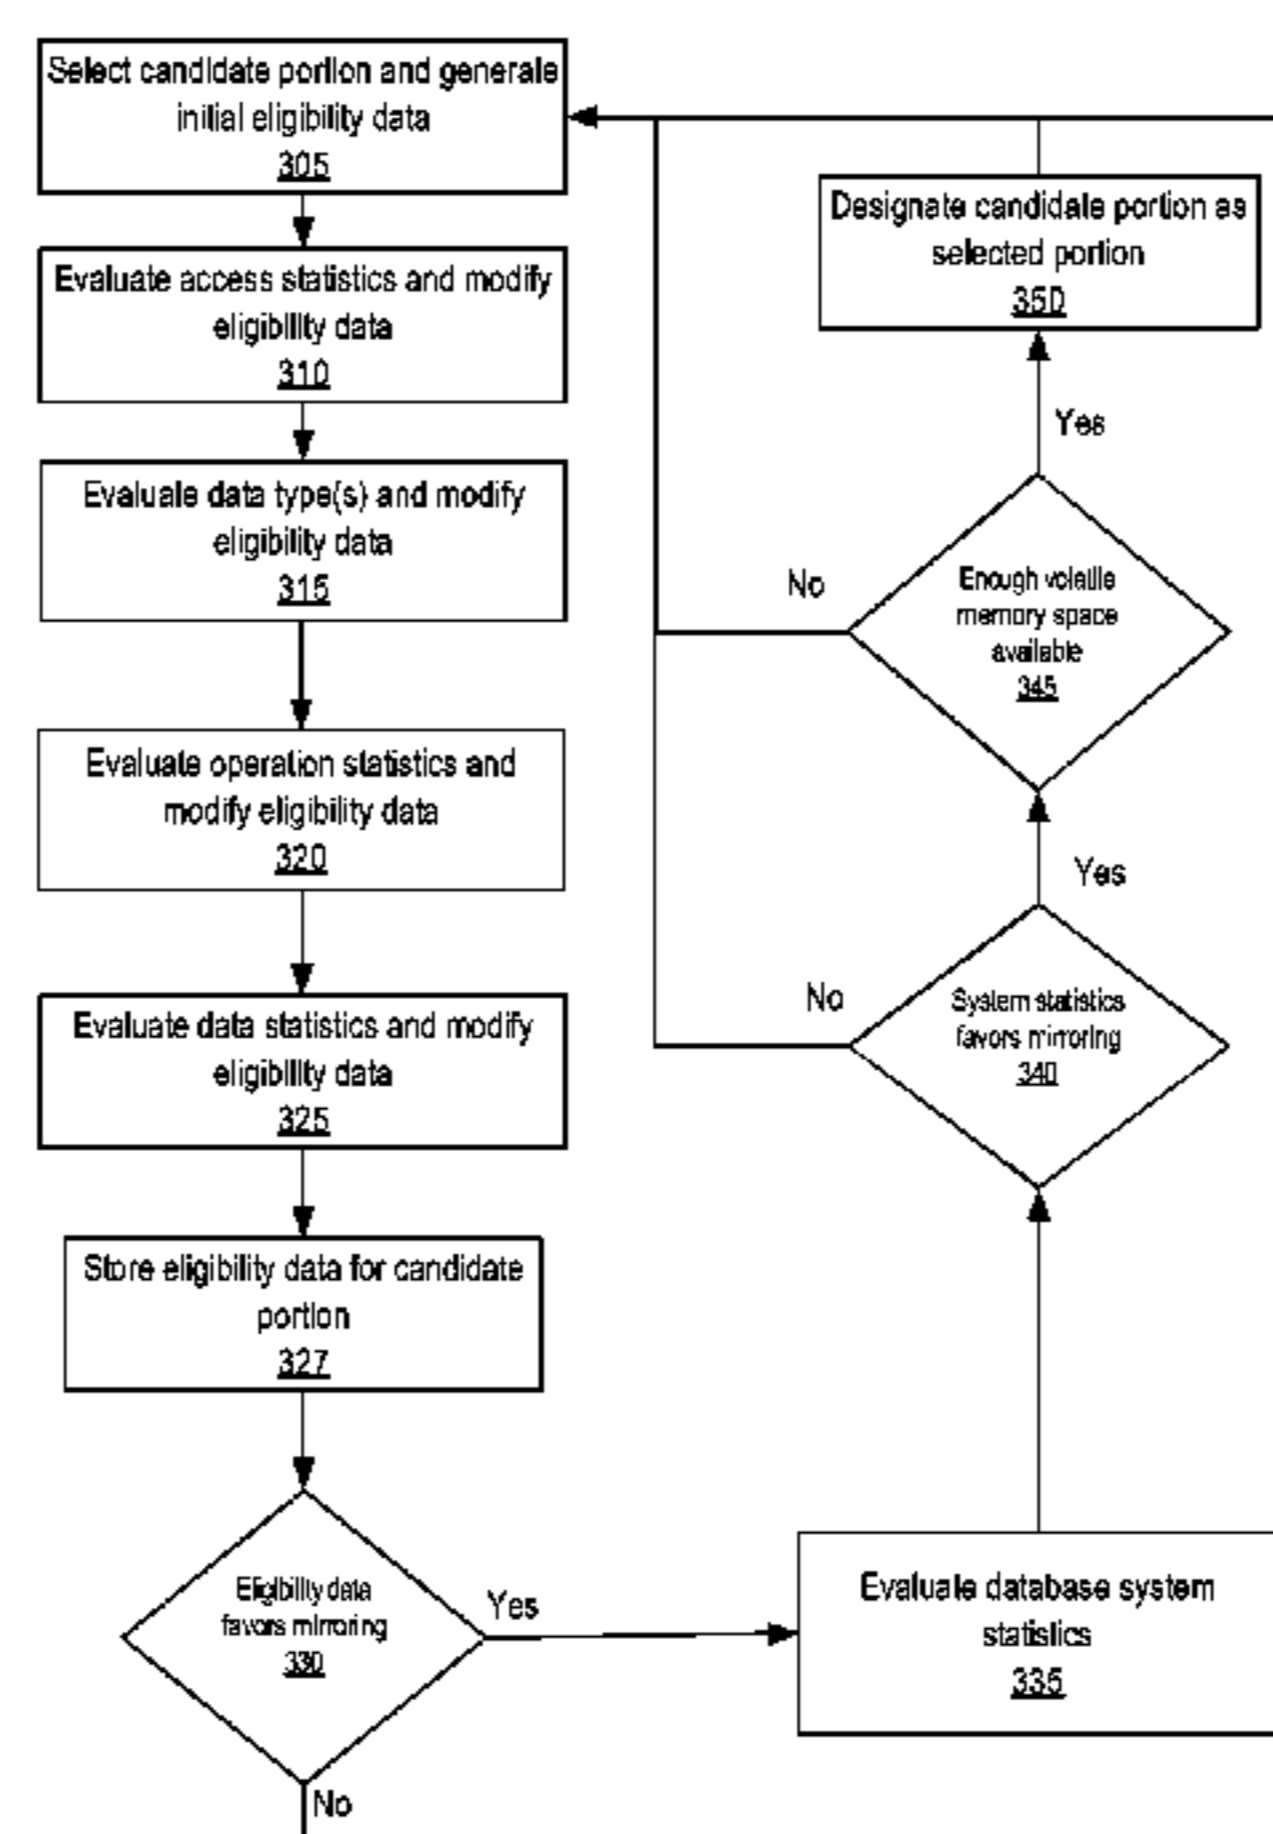 Select candidate portion and generate
initial eligibility data
305
Evaluate access statistics and modify
eligibility data
310
Evaluate data type(s) and modify
eligibility data
315
Evaluate operation statistics and
modify eligibility data
320
Evaluate data statistics and modify
eligibility data
325
Store eligibility data for candidate
portion
327
Eligibility data
favors mirroring
330
Yes
No
Evaluate database system
statistics
335
System statistics
favors mirroring
340
No
Yes
Enough volatile
memory space
available
345
No
Yes
Designate candidate portion as
selected portion
350